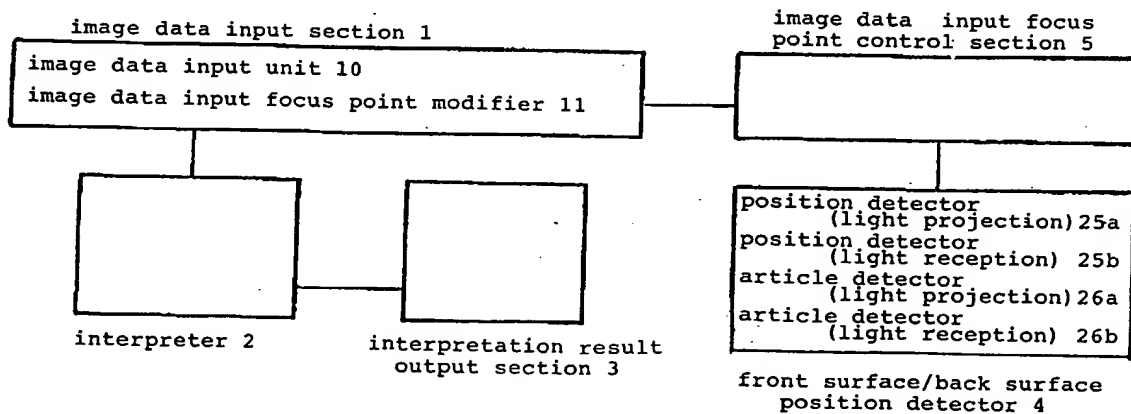 image data input section 1
image data input unit 10
image data input focus point modifier 11
image data input focus
point control section 5
interpreter 2
interpretation result
output section 3
position detector
(light projection)25a
position detector
(light reception) 25b
article detector
(light projection)26a
article detector
(light reception) 26b
front surface/back surface
position detector 4